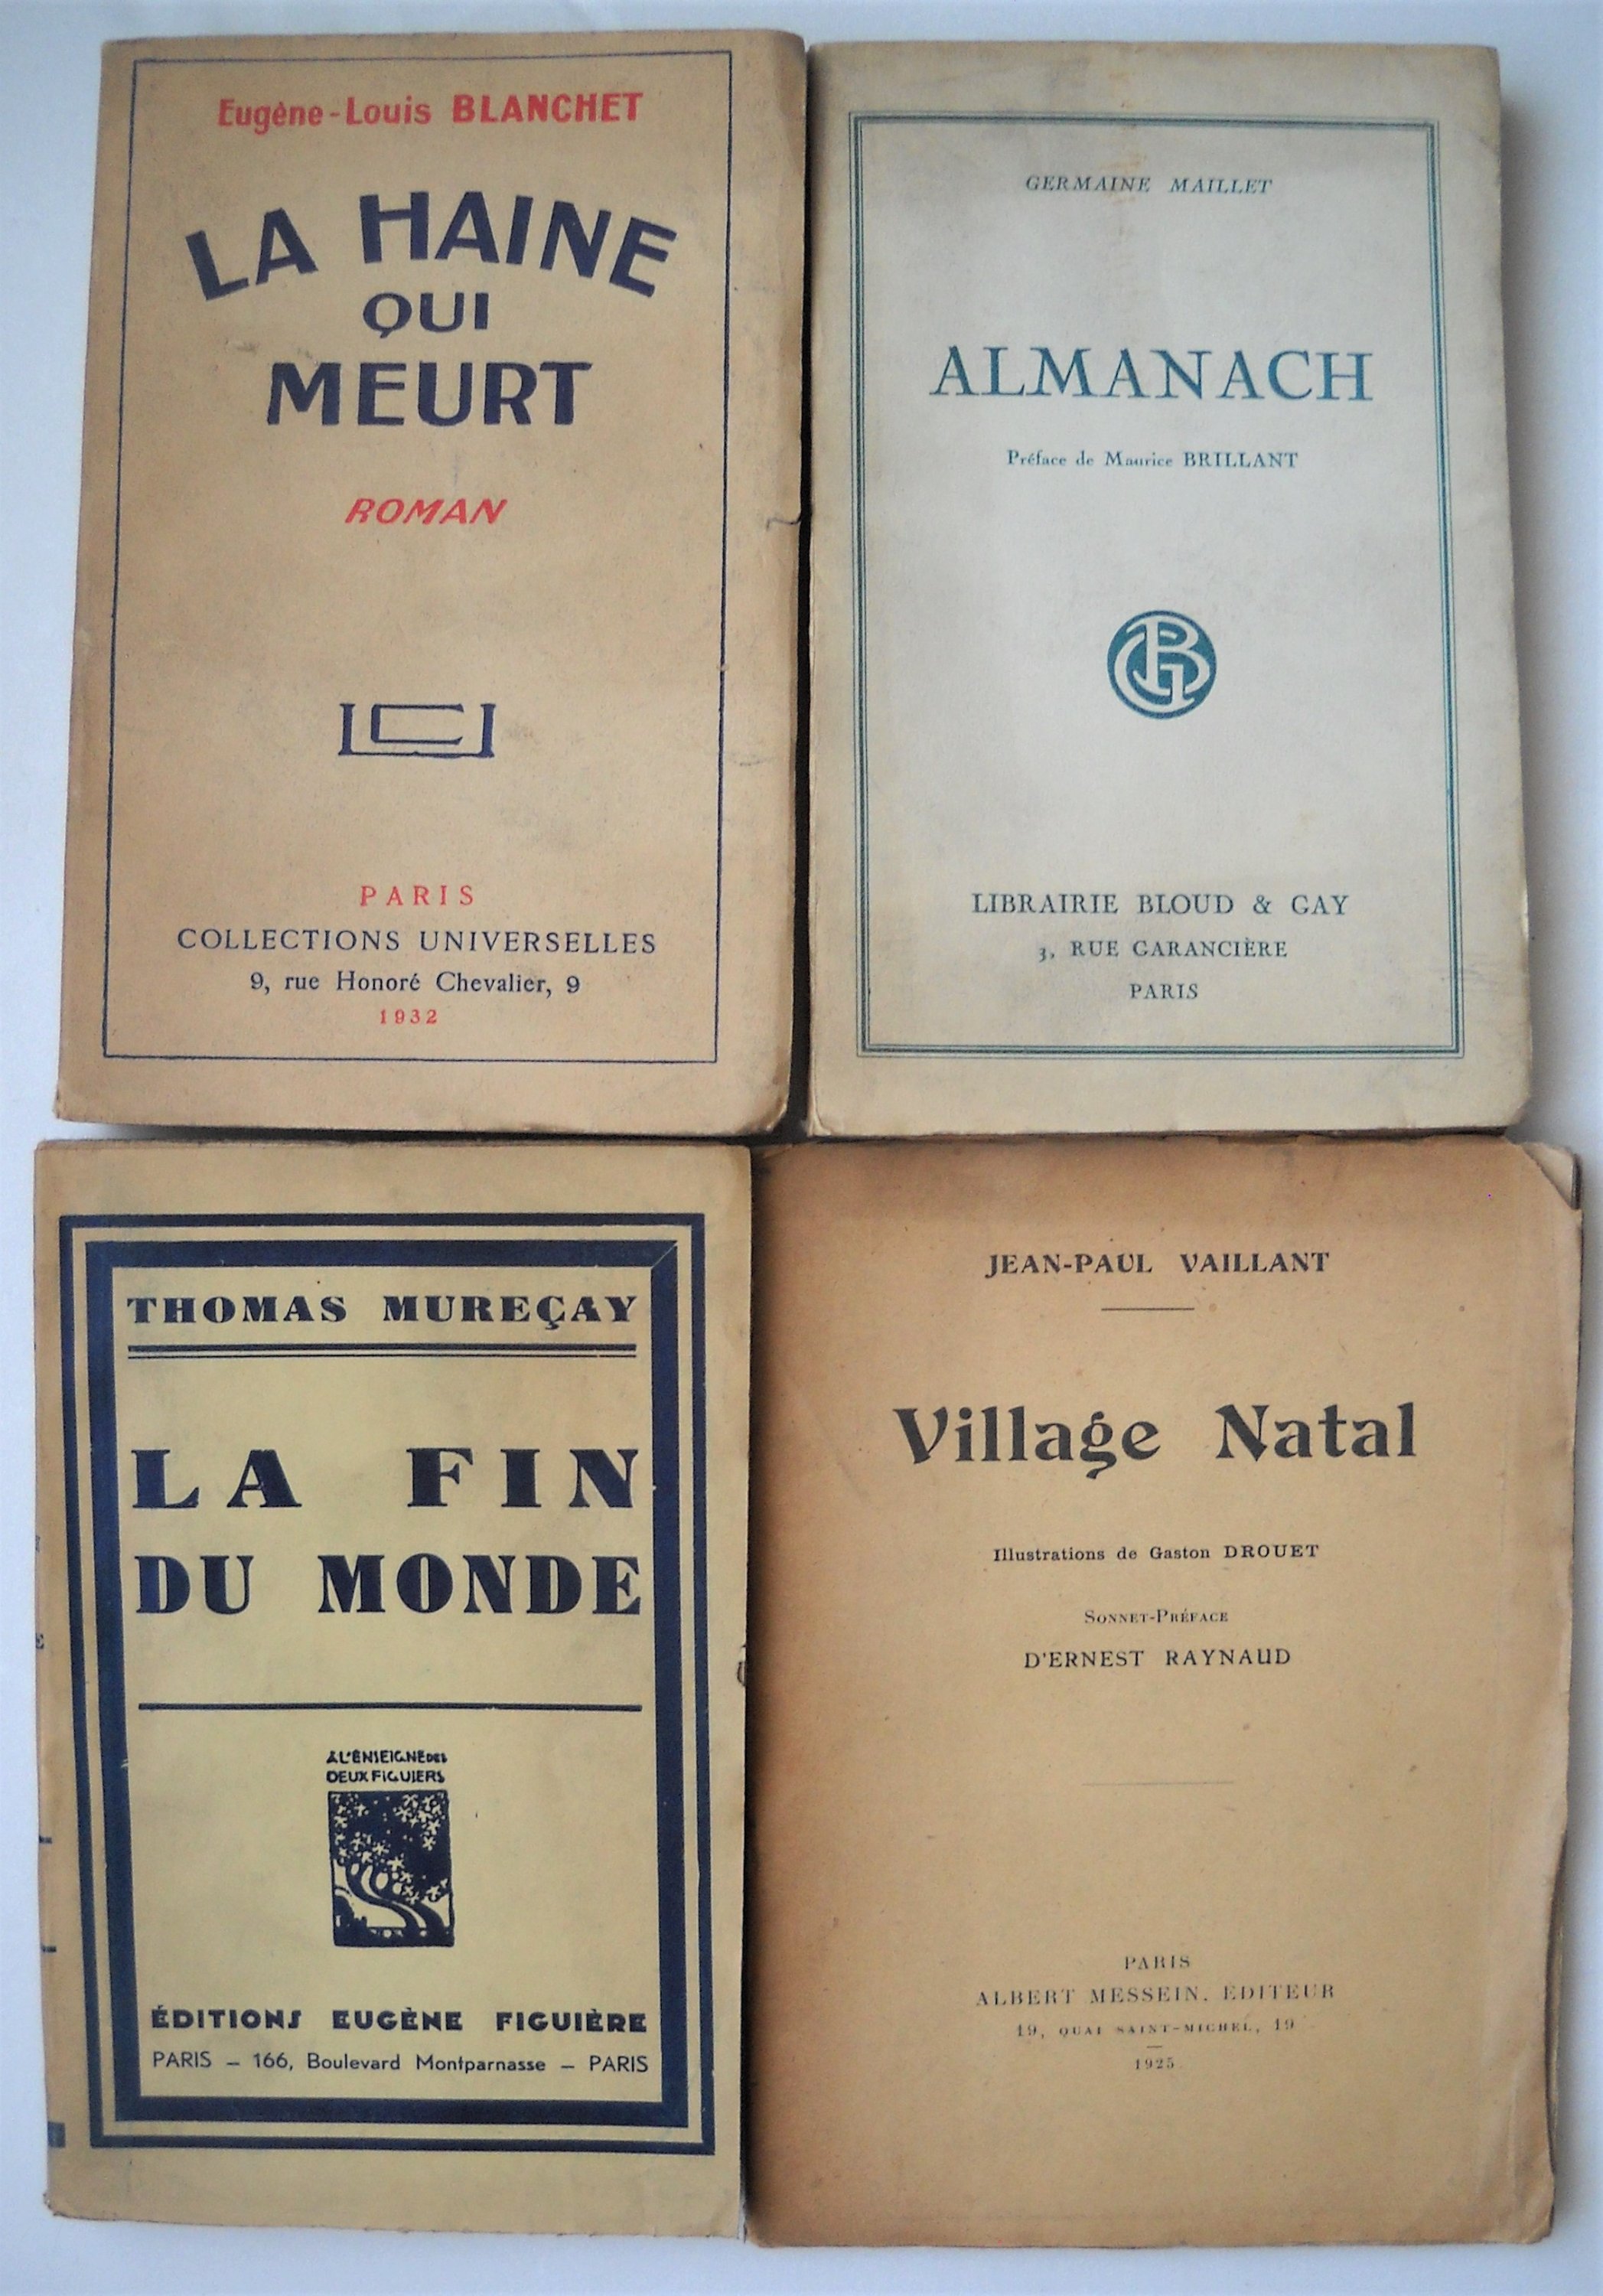 Eugène-Louis BLANCHET
LA HAINE
QUI
MEURT
ROMAN
LCU
PARIS
COLLECTIONS UNIVERSELLES
9, rue Honoré Chevalier, 9
1932
GERMAINE MAILLET
ALMANACH
Préface de Maurice BRILLANT
BG
LIBRAIRIE BLOUD & GAY
3, RUE GARANCIÈRE
PARIS
THOMAS MUREÇAY
LA FIN
DU MONDE
A L'ENSEIGNE DES
DEUX FIGUIERS
ÉDITIONS EUGÈNE FIGUIÈRE
PARIS – 166, Boulevard Montparnasse – PARIS
JEAN-PAUL VAILLANT
Village Natal
Illustrations de Gaston DROUET
SONNET-PRÉFACE
D'ERNEST RAYNAUD
PARIS
ALBERT MESSEIN, ÉDITEUR
19, QUAI SAINT-MICHEL, 19
1925